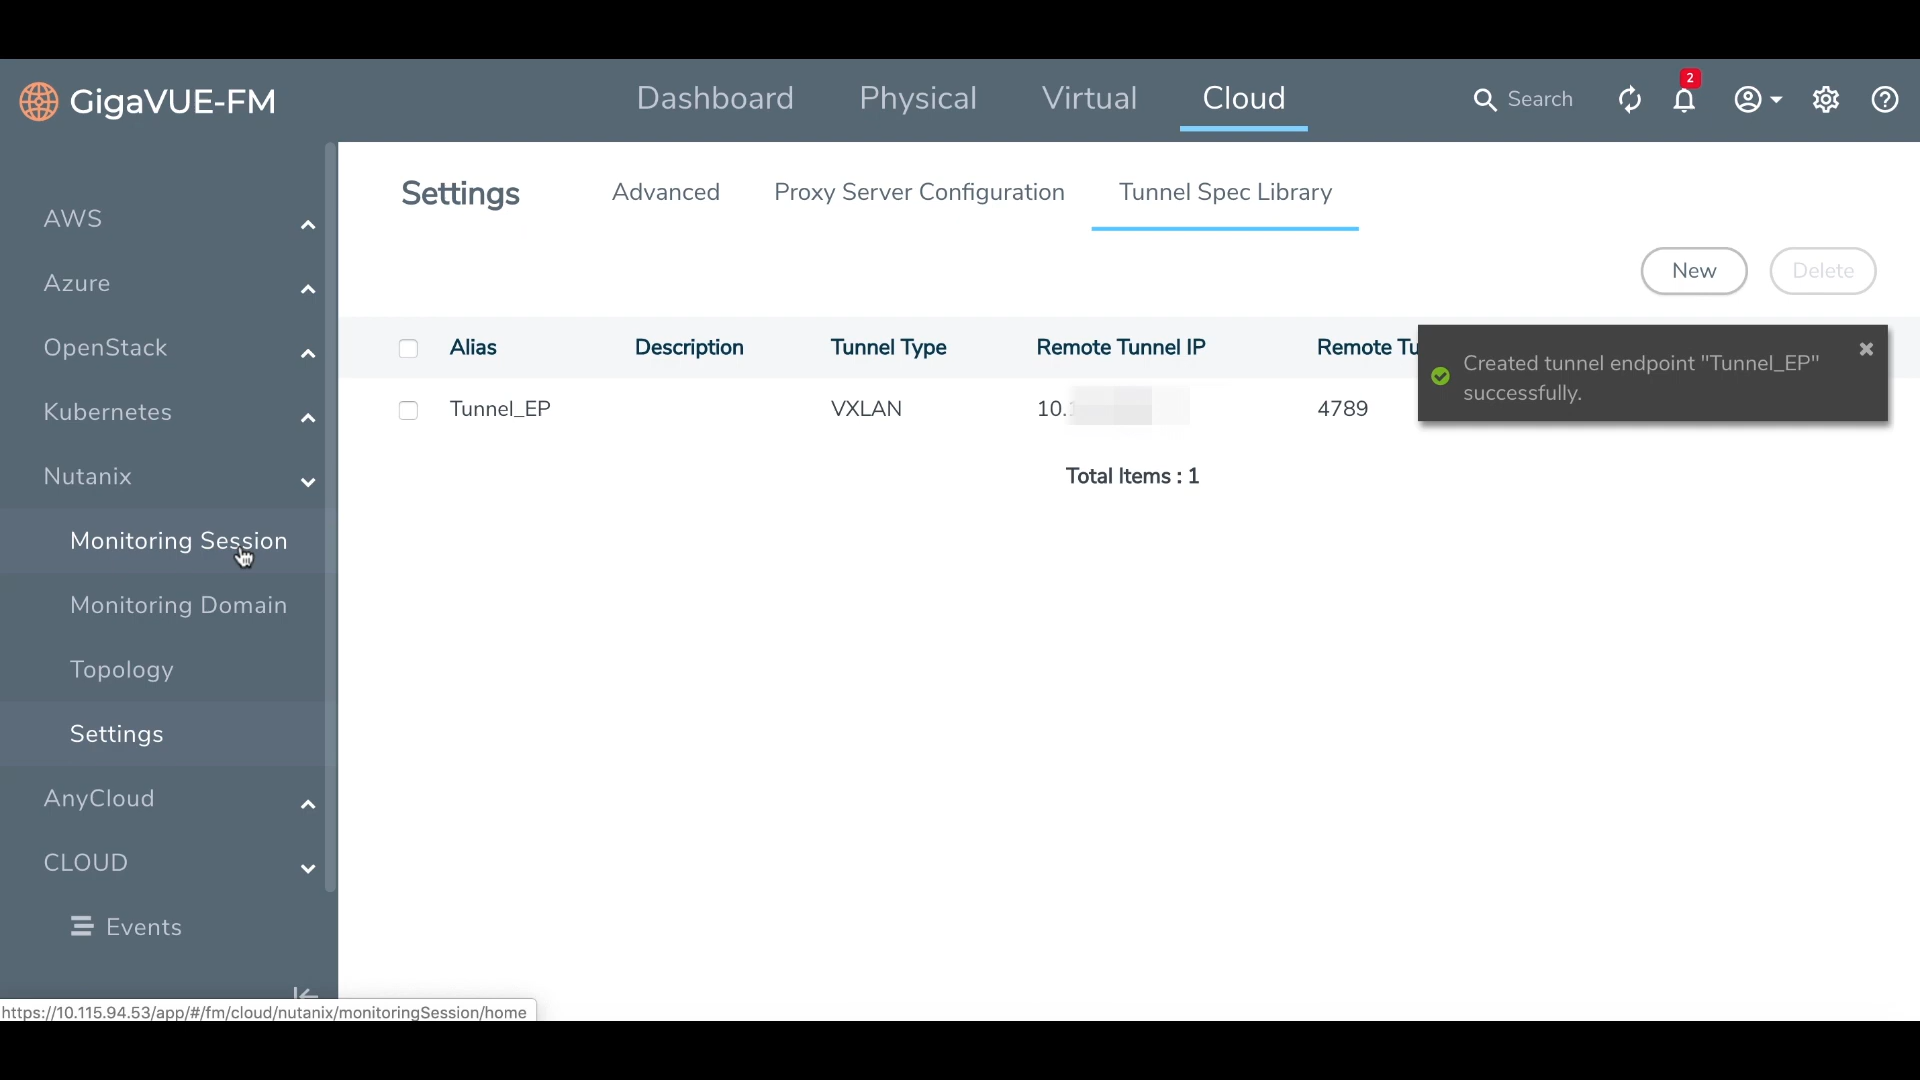 GigaVUE-FM
Dashboard Physical Virtual Cloud
Search
2
AWS
Azure
OpenStack
Kubernetes
Nutanix
Monitoring Session
Monitoring Domain
Topology
Settings
AnyCloud
CLOUD
Events
Settings Advanced Proxy Server Configuration Tunnel Spec Library
New Delete
Alias Description Tunnel Type Remote Tunnel IP Remote Tu
Tunnel_EP VXLAN 10. 4789
Created tunnel endpoint "Tunnel_EP"
successfully.
Total Items : 1
https://10.115.94.53/app/#/fm/cloud/nutanix/monitoringSession/home